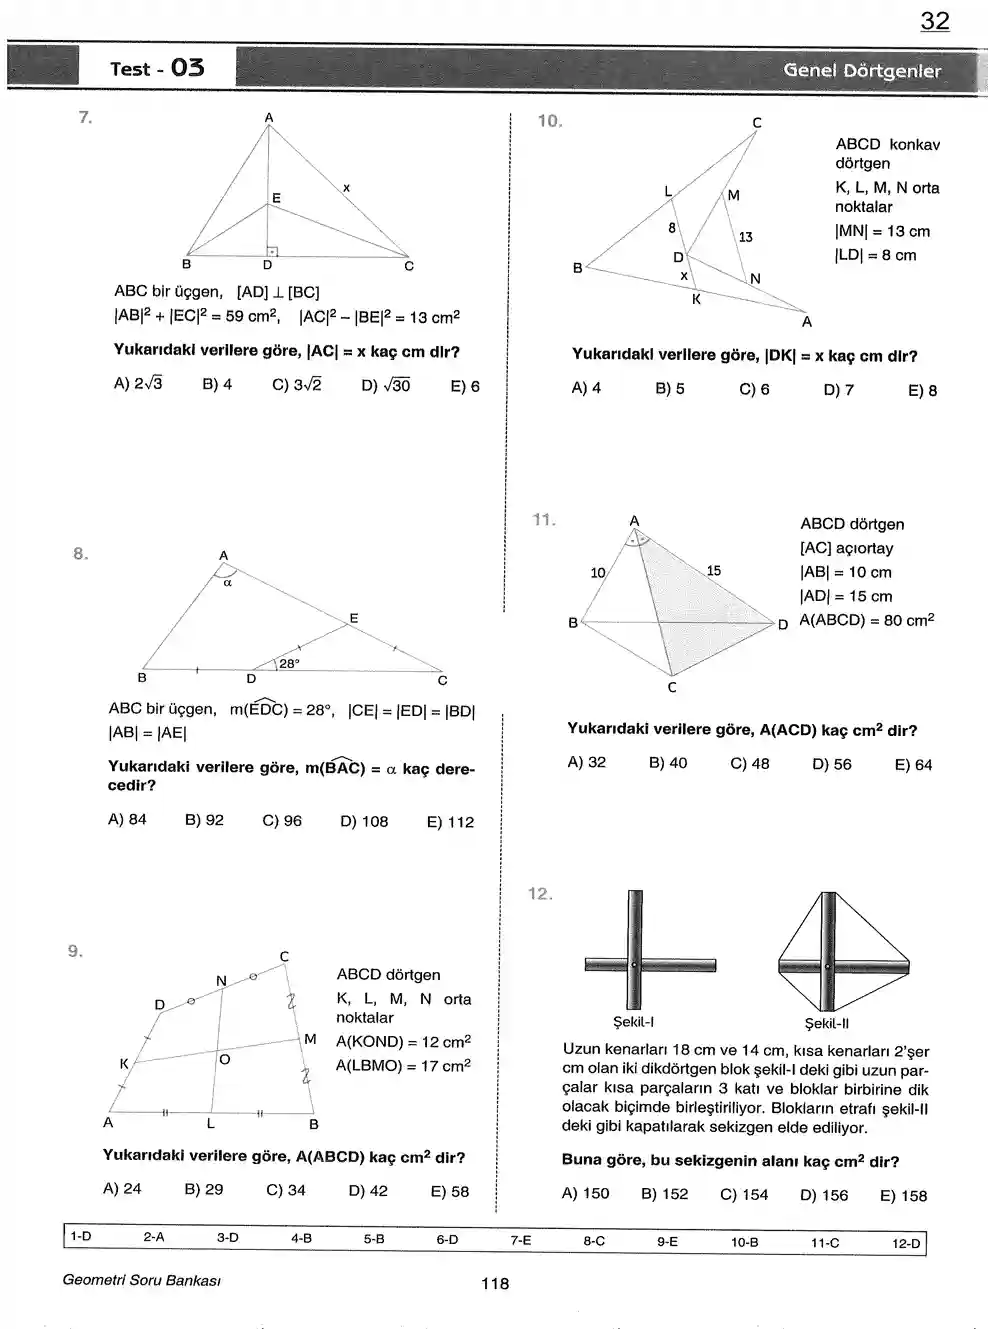 32
Test - 03
Genel Dörtgenler
7.
A
x
E
B
D
C
ABC bir üçgen, [AD] ⊥ [BC]
|AB|² + |EC|² = 59 cm², |AC|² – |BE|² = 13 cm²
Yukarıdaki verilere göre, |AC| = x kaç cm dir?
A) 2√3 B) 4 C) 3√2 D) √30 E) 6
8.
A
α
E
28°
B
D
C
ABC bir üçgen, m(EDC) = 28°, |CE| = |ED| = |BD|
|AB| = |AE|
Yukarıdaki verilere göre, m(BAC) = α kaç dere-
cedir?
A) 84 B) 92 C) 96 D) 108 E) 112
9.
C
N
D
M
K
O
A
L
B
ABCD dörtgen
K, L, M, N orta
noktalar
A(KOND) = 12 cm²
A(LBMO) = 17 cm²
Yukarıdaki verilere göre, A(ABCD) kaç cm² dir?
A) 24 B) 29 C) 34 D) 42 E) 58
10.
C
L
M
8
13
D
B
x
N
K
A
ABCD konkav
dörtgen
K, L, M, N orta
noktalar
|MN| = 13 cm
|LD| = 8 cm
Yukarıdaki verilere göre, |DK| = x kaç cm dir?
A) 4 B) 5 C) 6 D) 7 E) 8
11.
A
10
15
B
D
C
ABCD dörtgen
[AC] açıortay
|AB| = 10 cm
|AD| = 15 cm
A(ABCD) = 80 cm²
Yukarıdaki verilere göre, A(ACD) kaç cm² dir?
A) 32 B) 40 C) 48 D) 56 E) 64
12.
Şekil-I
Şekil-II
Uzun kenarları 18 cm ve 14 cm, kısa kenarları 2'şer
cm olan iki dikdörtgen blok şekil-I deki gibi uzun par-
çalar kısa parçaların 3 katı ve bloklar birbirine dik
olacak biçimde birleştiriliyor. Blokların etrafı şekil-II
deki gibi kapatılarak sekizgen elde ediliyor.
Buna göre, bu sekizgenin alanı kaç cm² dir?
A) 150 B) 152 C) 154 D) 156 E) 158
1-D 2-A 3-D 4-B 5-B 6-D 7-E 8-C 9-E 10-B 11-C 12-D
Geometri Soru Bankası
118